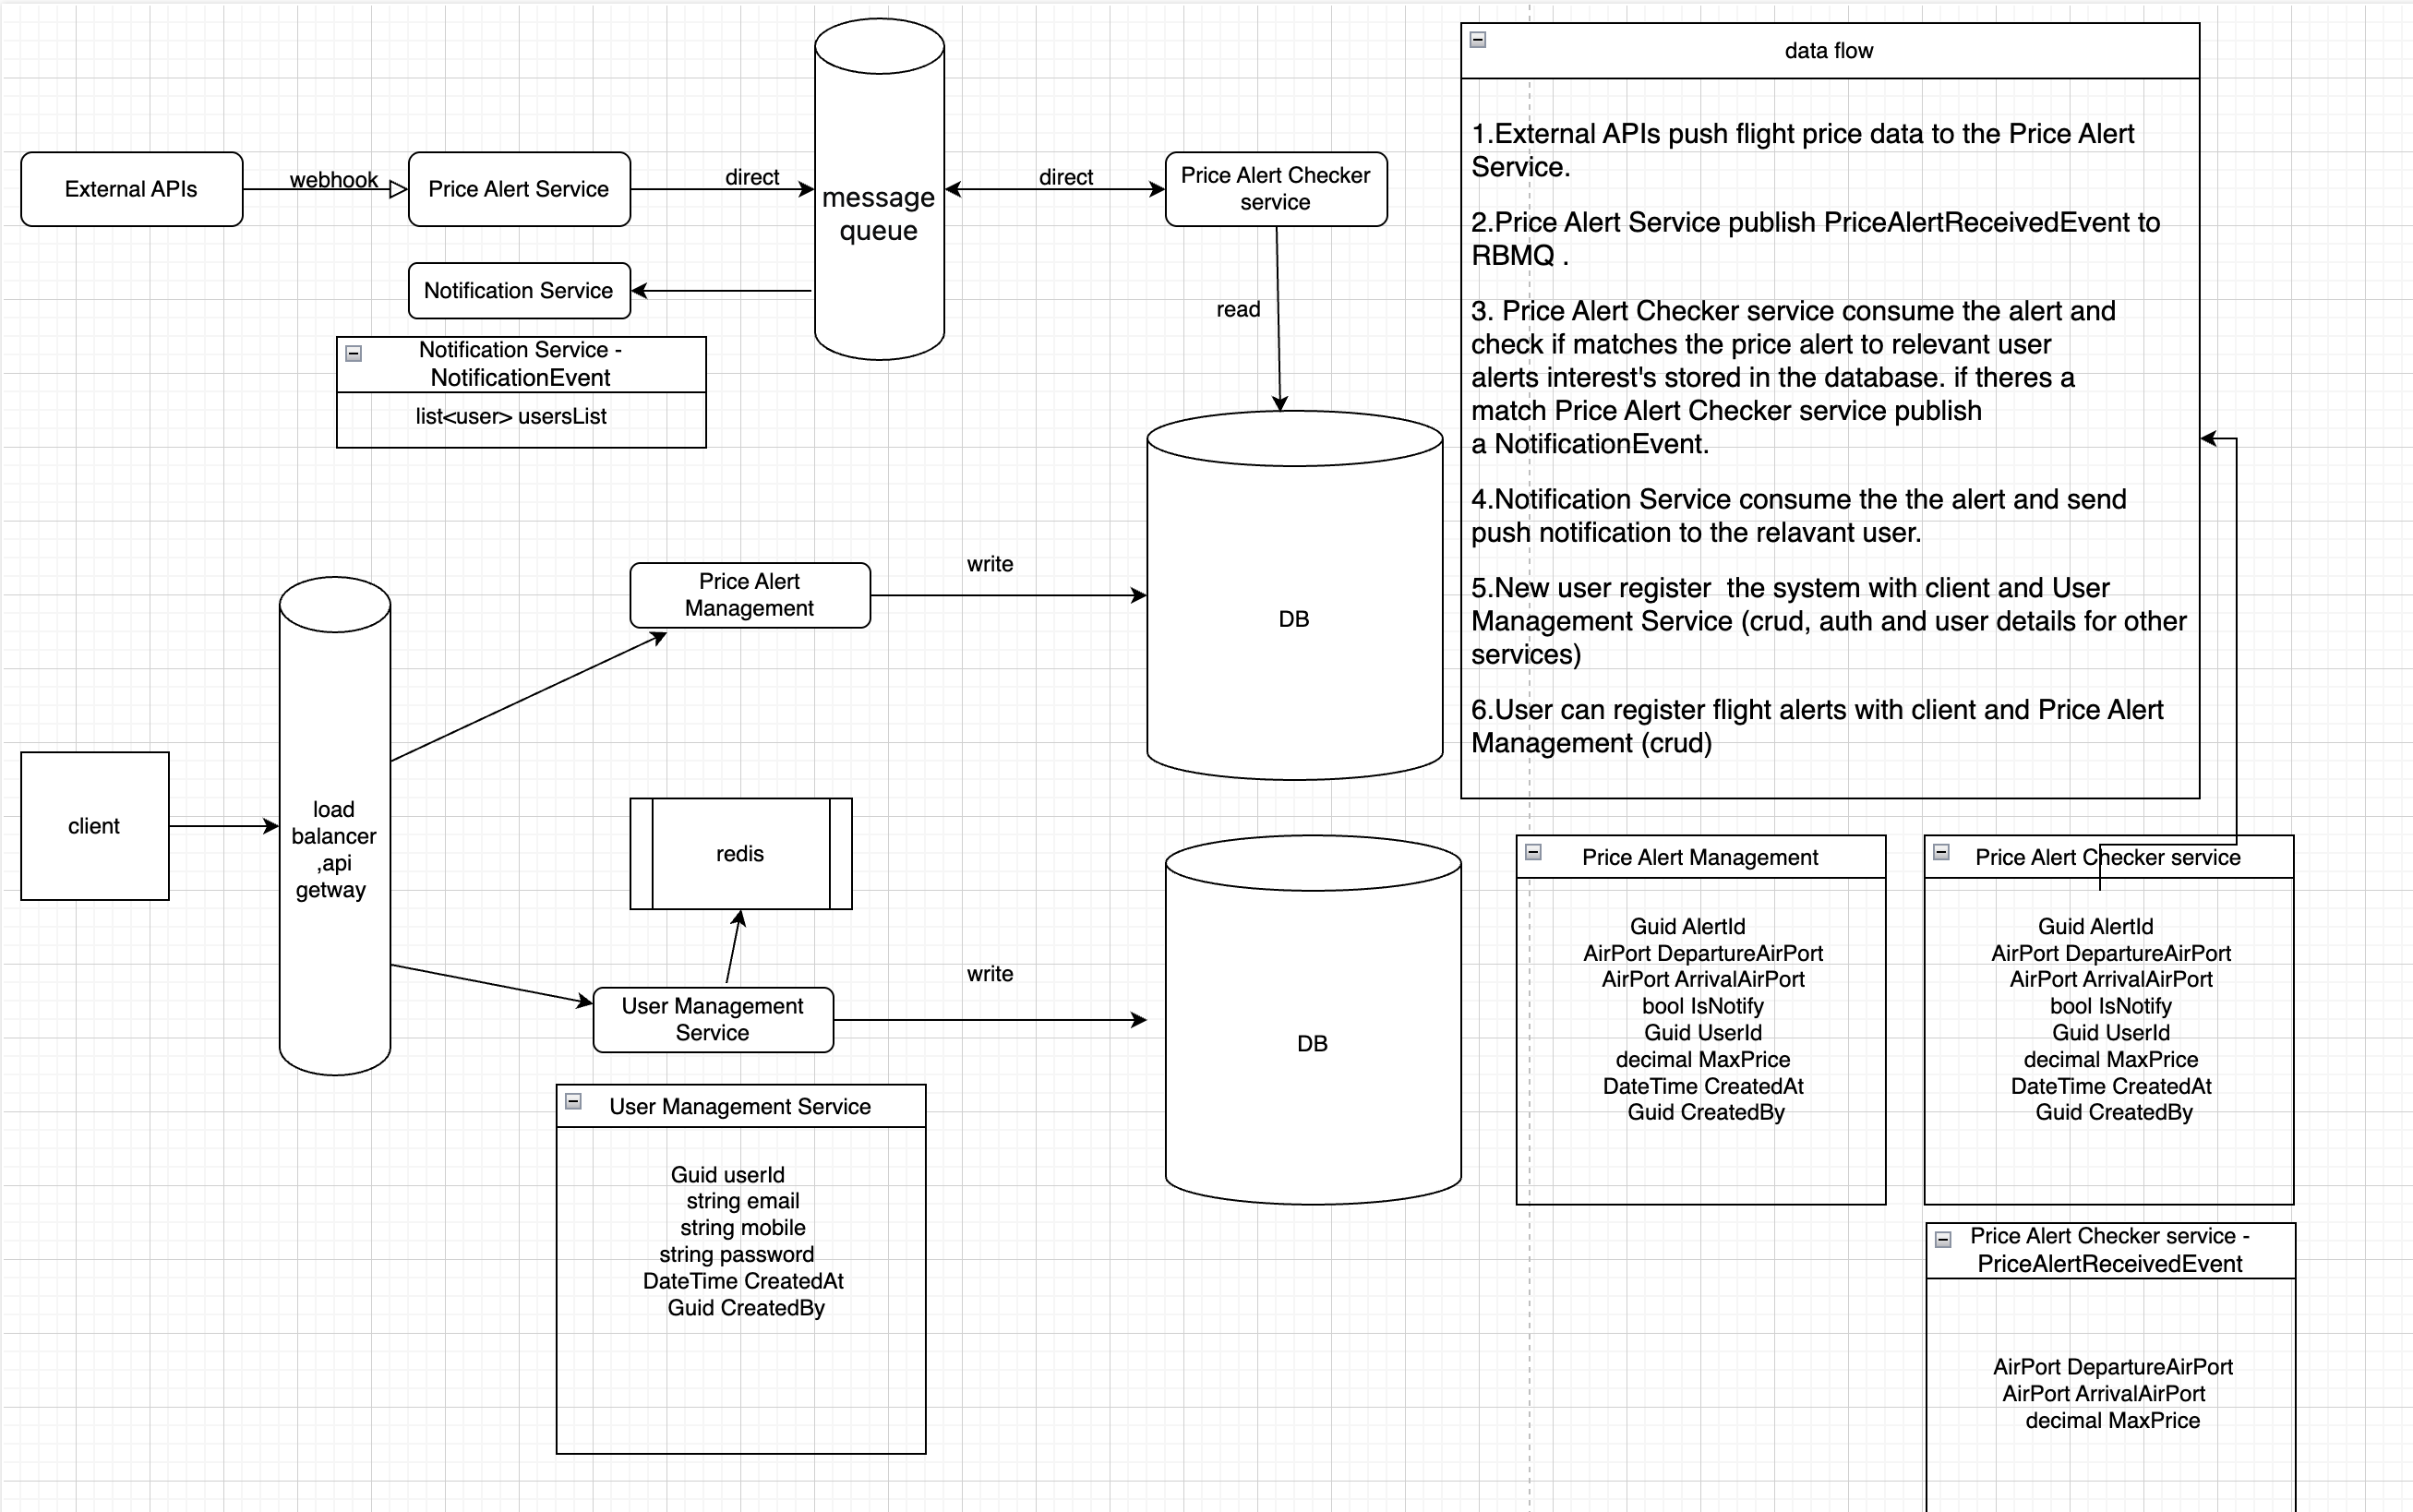 External APIs
webhook
Price Alert Service
direct
message
queue
direct
Price Alert Checker
service
Notification Service
Notification Service -
NotificationEvent
list<user> usersList
read
data flow
1.External APIs push flight price data to the Price Alert
Service.
2.Price Alert Service publish PriceAlertReceivedEvent to
RBMQ .
3. Price Alert Checker service consume the alert and
check if matches the price alert to relevant user
alerts interest's stored in the database. if theres a
match Price Alert Checker service publish
a NotificationEvent.
4.Notification Service consume the the alert and send
push notification to the relavant user.
5.New user register  the system with client and User
Management Service (crud, auth and user details for other
services)
6.User can register flight alerts with client and Price Alert
Management (crud)
Price Alert
Management
write
DB
client
load
balancer
,api
getway
redis
User Management
Service
write
DB
User Management Service
Guid userId
string email
string mobile
string password
DateTime CreatedAt
Guid CreatedBy
Price Alert Management
Guid AlertId
AirPort DepartureAirPort
AirPort ArrivalAirPort
bool IsNotify
Guid UserId
decimal MaxPrice
DateTime CreatedAt
Guid CreatedBy
Price Alert Checker service
Guid AlertId
AirPort DepartureAirPort
AirPort ArrivalAirPort
bool IsNotify
Guid UserId
decimal MaxPrice
DateTime CreatedAt
Guid CreatedBy
Price Alert Checker service -
PriceAlertReceivedEvent
AirPort DepartureAirPort
AirPort ArrivalAirPort
decimal MaxPrice